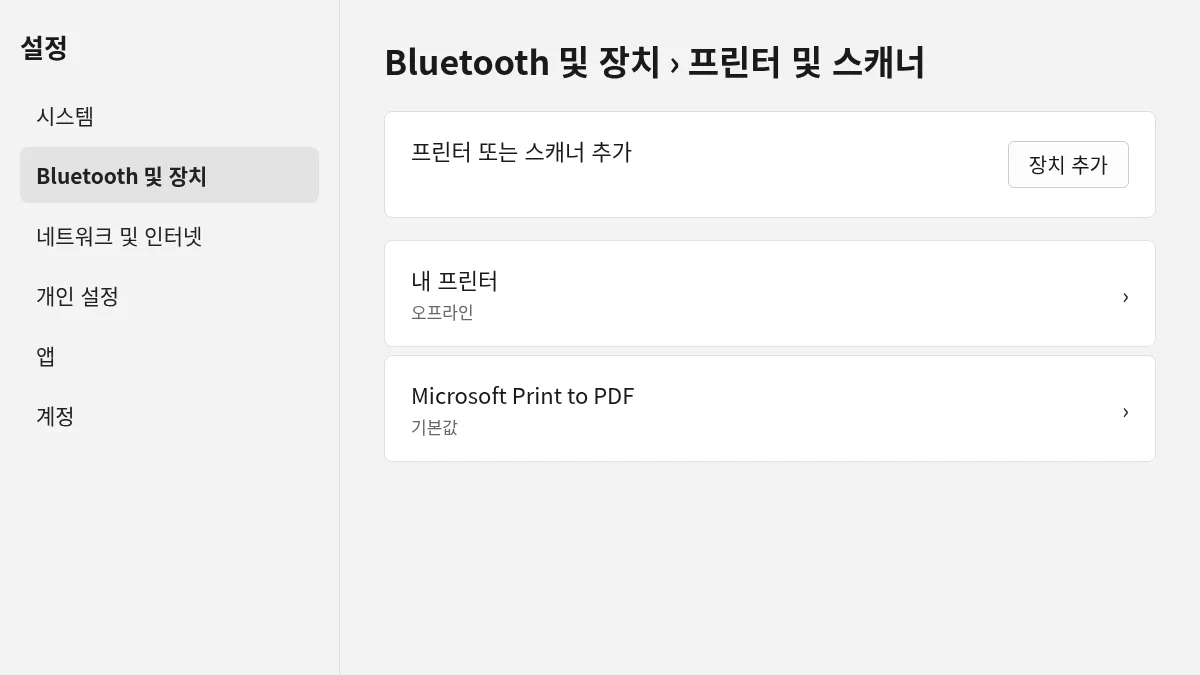 설정
시스템
Bluetooth 및 장치
네트워크 및 인터넷
개인 설정
앱
계정
Bluetooth 및 장치 › 프린터 및 스캐너
프린터 또는 스캐너 추가
장치 추가
내 프린터
오프라인
›
Microsoft Print to PDF
기본값
›